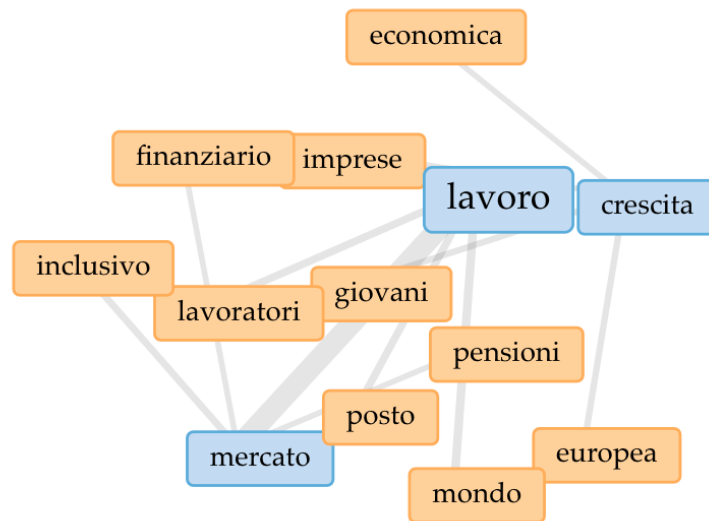 economica
finanziario
imprese
lavoro
crescita
inclusivo
lavoratori
giovani
pensioni
posto
mercato
europea
mondo